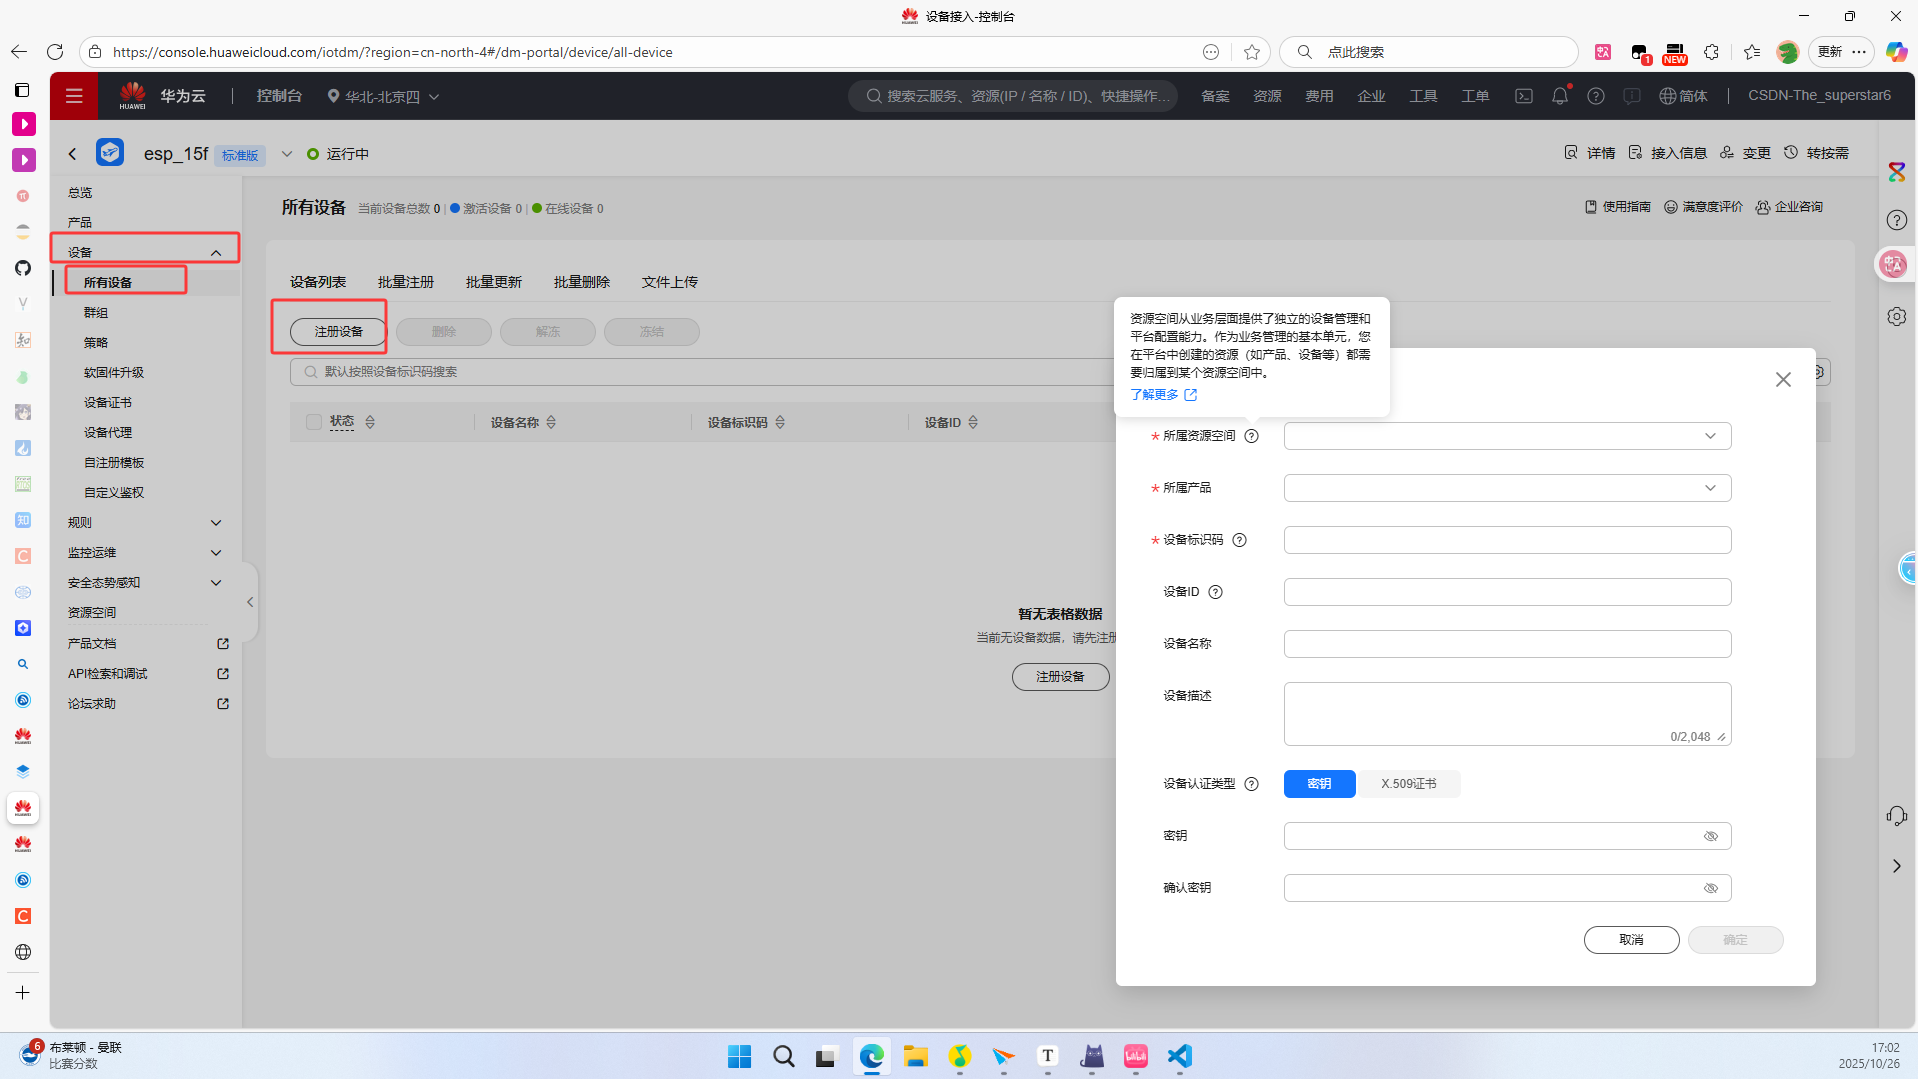 设备接入-控制台
https://console.huaweicloud.com/iotdm/?region=cn-north-4#/dm-portal/device/all-device
点此搜索
1
NEW
更新
HUAWEI
华为云
控制台
华北-北京四
搜索云服务、资源(IP / 名称 / ID)、快捷操作...
备案
资源
费用
企业
工具
工单
简体
CSDN-The_superstar6
esp_15f
标准版
运行中
详情
接入信息
变更
转按需
总览
产品
设备
所有设备
群组
策略
软固件升级
设备证书
设备代理
自注册模板
自定义鉴权
规则
监控运维
安全态势感知
资源空间
产品文档
API检索和调试
论坛求助
所有设备
当前设备总数 0
激活设备 0
在线设备 0
使用指南
满意度评价
企业咨询
设备列表
批量注册
批量更新
批量删除
文件上传
注册设备
删除
解冻
冻结
默认按照设备标识码搜索
状态
设备名称
设备标识码
设备ID
暂无表格数据
当前无设备数据，请先注册
注册设备
资源空间从业务层面提供了独立的设备管理和
平台配置能力。作为业务管理的基本单元，您
在平台中创建的资源（如产品、设备等）都需
要归属到某个资源空间中。
了解更多
* 所属资源空间
* 所属产品
* 设备标识码
设备ID
设备名称
设备描述
0/2,048
设备认证类型
密钥
X.509证书
密钥
确认密钥
取消
确定
6
布莱顿 - 曼联
比赛分数
17:02
2025/10/26